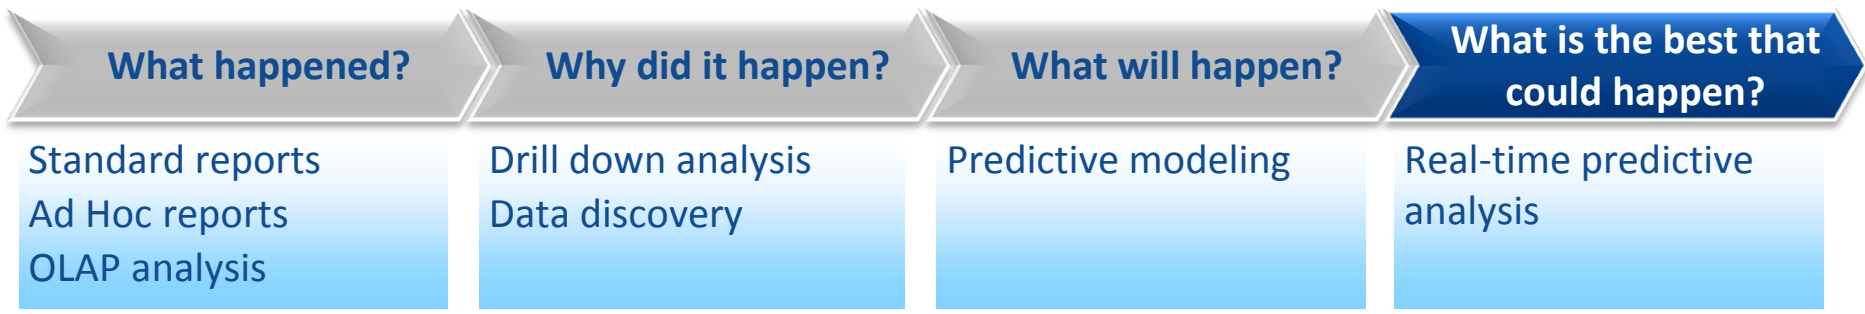 What happened?
Why did it happen?
What will happen?
What is the best that
could happen?
Standard reports
Ad Hoc reports
OLAP analysis
Drill down analysis
Data discovery
Predictive modeling
Real-time predictive
analysis